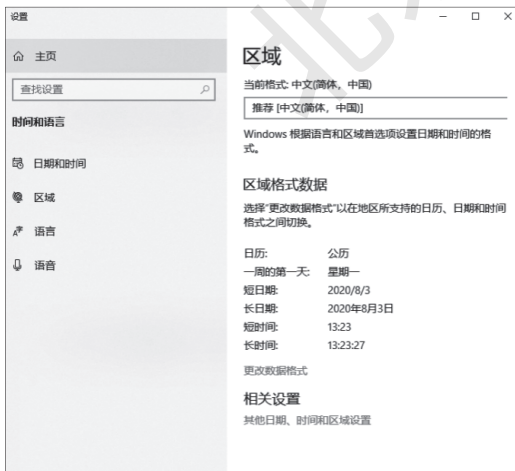 设置
主页
查找设置
时间和语言
日期和时间
区域
语言
语音
区域
当前格式: 中文(简体，中国)
推荐 [中文(简体，中国)]
Windows 根据语言和区域首选项设置日期和时间的格
式。
区域格式数据
选择“更改数据格式”以在地区所支持的日历、日期和时间
格式之间切换。
日历: 公历
一周的第一天: 星期一
短日期: 2020/8/3
长日期: 2020年8月3日
短时间: 13:23
长时间: 13:23:27
更改数据格式
相关设置
其他日期、时间和区域设置